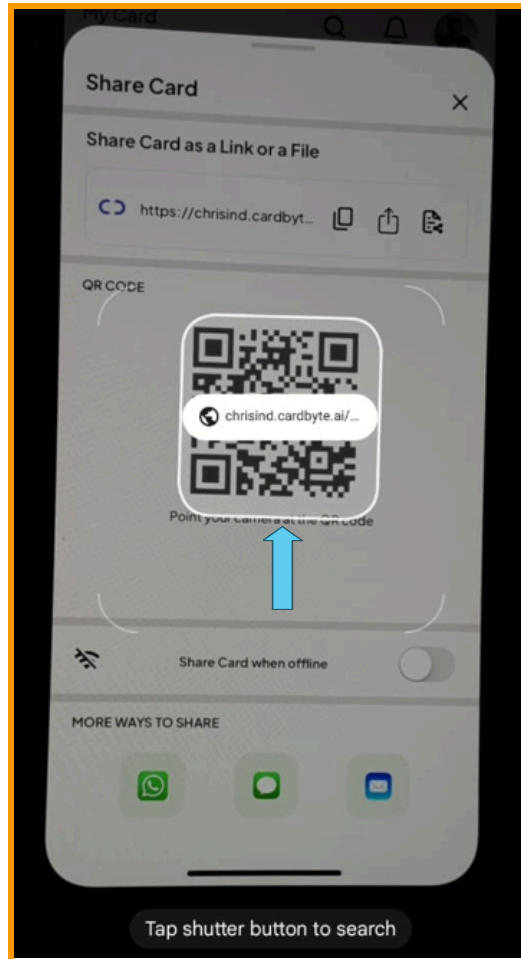 My Card
Share Card
Share Card as a Link or a File
https://chrisind.cardbyt...
QR CODE
chrisind.cardbyte.ai/...
Point your camera at the QR code
Share Card when offline
MORE WAYS TO SHARE
Tap shutter button to search